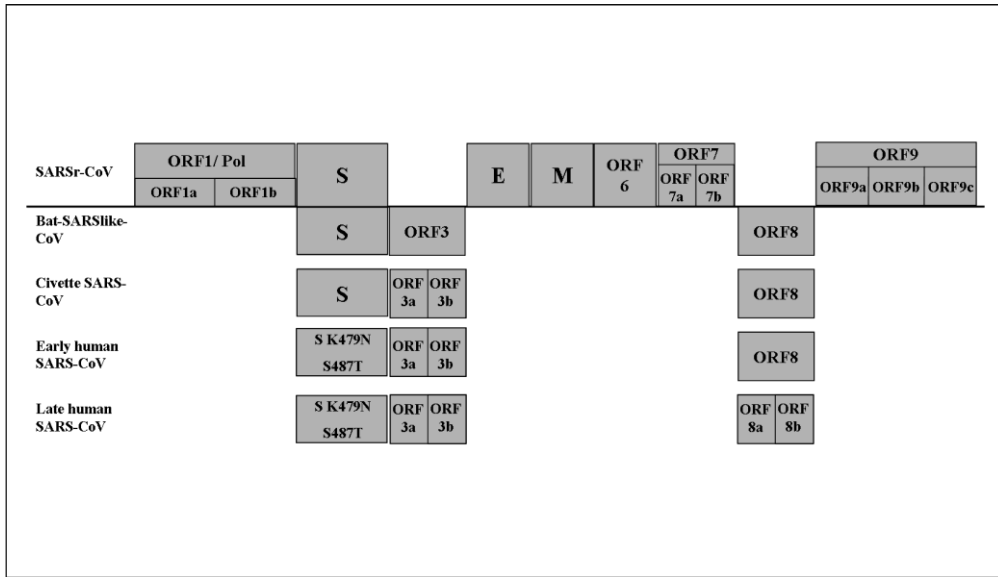 SARSr-CoV
ORF1/ Pol
ORF1a ORF1b
S
E
M
ORF
6
ORF7
ORF
7a
ORF
7b
ORF9
ORF9a ORF9b ORF9c
Bat-SARSlike-
CoV
S
ORF3
ORF8
Civette SARS-
CoV
S
ORF
3a
ORF
3b
ORF8
Early human
SARS-CoV
S K479N
S487T
ORF
3a
ORF
3b
ORF8
Late human
SARS-CoV
S K479N
S487T
ORF
3a
ORF
3b
ORF
8a
ORF
8b